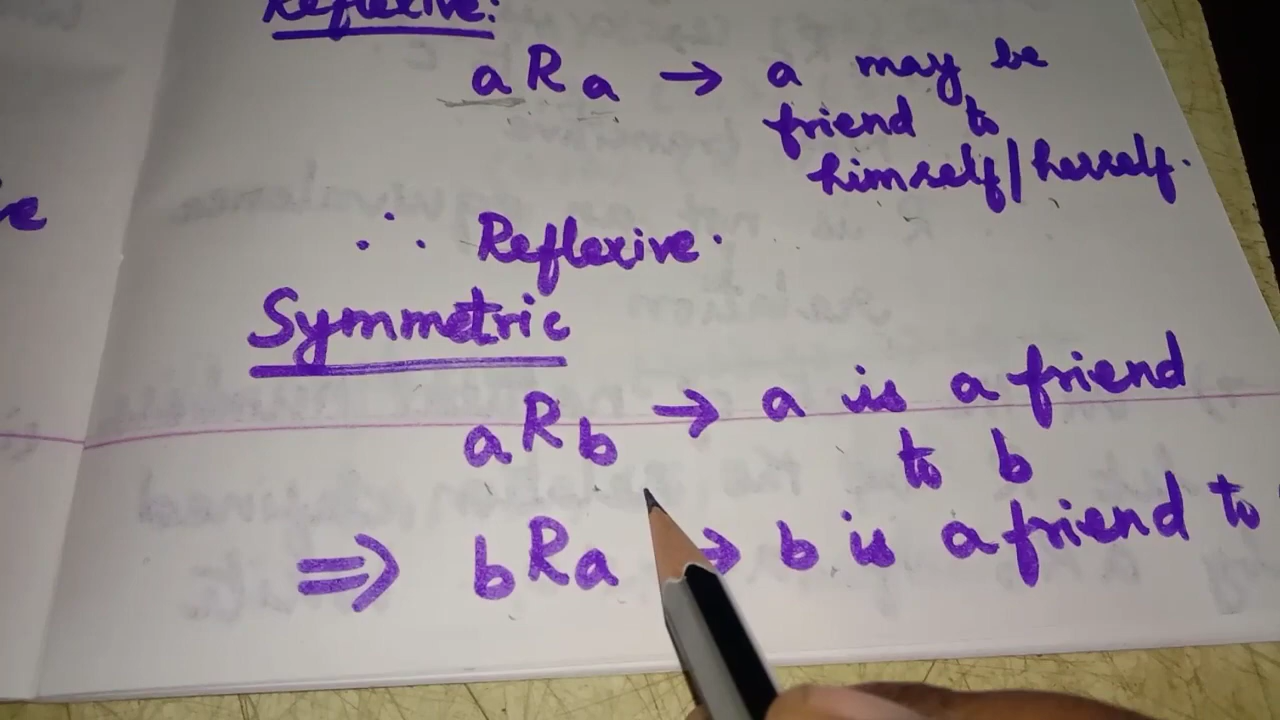 Reflexive:
aRa → a may be
friend to
himself/herself.
∴ Reflexive.
Symmetric
aRb → a is a friend
to b
⇒ bRa → b is a friend to